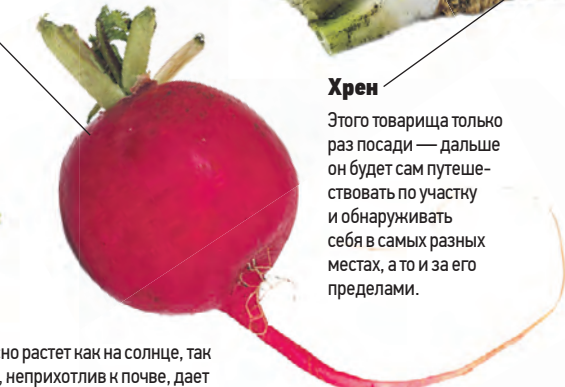 Хрен
Этого товарища только
раз посади — дальше
он будет сам путеше-
ствовать по участку
и обнаруживать
себя в самых разных
местах, а то и за его
пределами.
но растет как на солнце, так
, неприхотлив к почве, дает